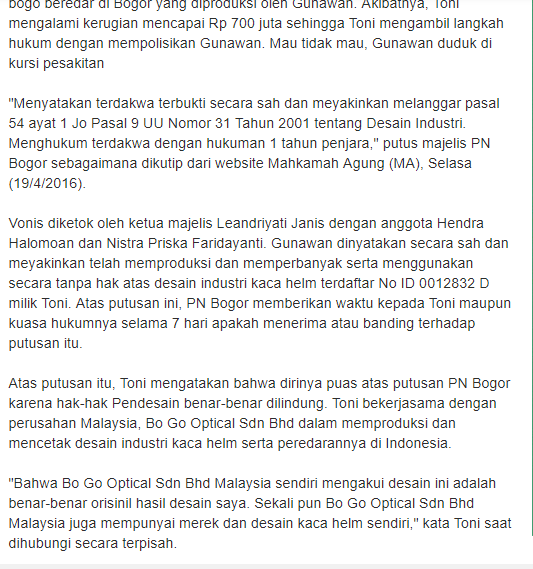 bogo beredar di Bogor yang diproduksi oleh Gunawan. Akibatnya, Toni
mengalami kerugian mencapai Rp 700 juta sehingga Toni mengambil langkah
hukum dengan mempolisikan Gunawan. Mau tidak mau, Gunawan duduk di
kursi pesakitan
"Menyatakan terdakwa terbukti secara sah dan meyakinkan melanggar pasal
54 ayat 1 Jo Pasal 9 UU Nomor 31 Tahun 2001 tentang Desain Industri.
Menghukum terdakwa dengan hukuman 1 tahun penjara," putus majelis PN
Bogor sebagaimana dikutip dari website Mahkamah Agung (MA), Selasa
(19/4/2016).
Vonis diketok oleh ketua majelis Leandriyati Janis dengan anggota Hendra
Halomoan dan Nistra Priska Faridayanti. Gunawan dinyatakan secara sah dan
meyakinkan telah memproduksi dan memperbanyak serta menggunakan
secara tanpa hak atas desain industri kaca helm terdaftar No ID 0012832 D
milik Toni. Atas putusan ini, PN Bogor memberikan waktu kepada Toni maupun
kuasa hukumnya selama 7 hari apakah menerima atau banding terhadap
putusan itu.
Atas putusan itu, Toni mengatakan bahwa dirinya puas atas putusan PN Bogor
karena hak-hak Pendesain benar-benar dilindung. Toni bekerjasama dengan
perusahan Malaysia, Bo Go Optical Sdn Bhd dalam memproduksi dan
mencetak desain industri kaca helm serta peredarannya di Indonesia.
"Bahwa Bo Go Optical Sdn Bhd Malaysia sendiri mengakui desain ini adalah
benar-benar orisinil hasil desain saya. Sekali pun Bo Go Optical Sdn Bhd
Malaysia juga mempunyai merek dan desain kaca helm sendiri," kata Toni saat
dihubungi secara terpisah.